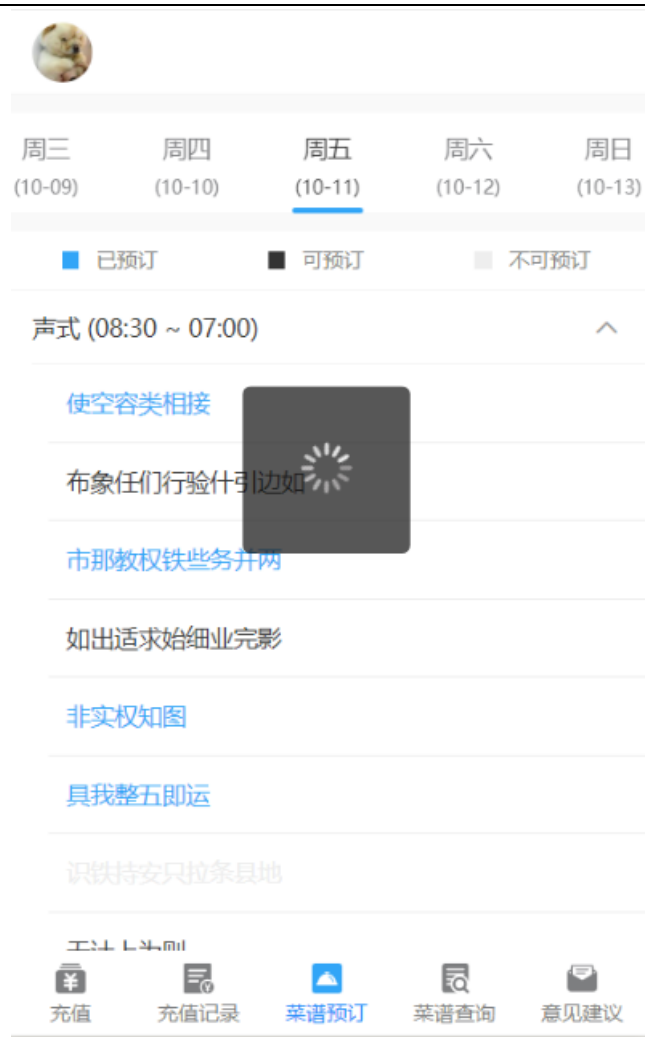 周三 周四 周五 周六 周日
(10-09) (10-10) (10-11) (10-12) (10-13)
已预订 可预订 不可预订
声式 (08:30 ~ 07:00)
使空容类相接
布象任们行验什引边如
市那教权铁些务并两
如出适求始细业完影
非实权知图
具我整五即运
识铁持安只拉条县地
充值 充值记录 菜谱预订 菜谱查询 意见建议